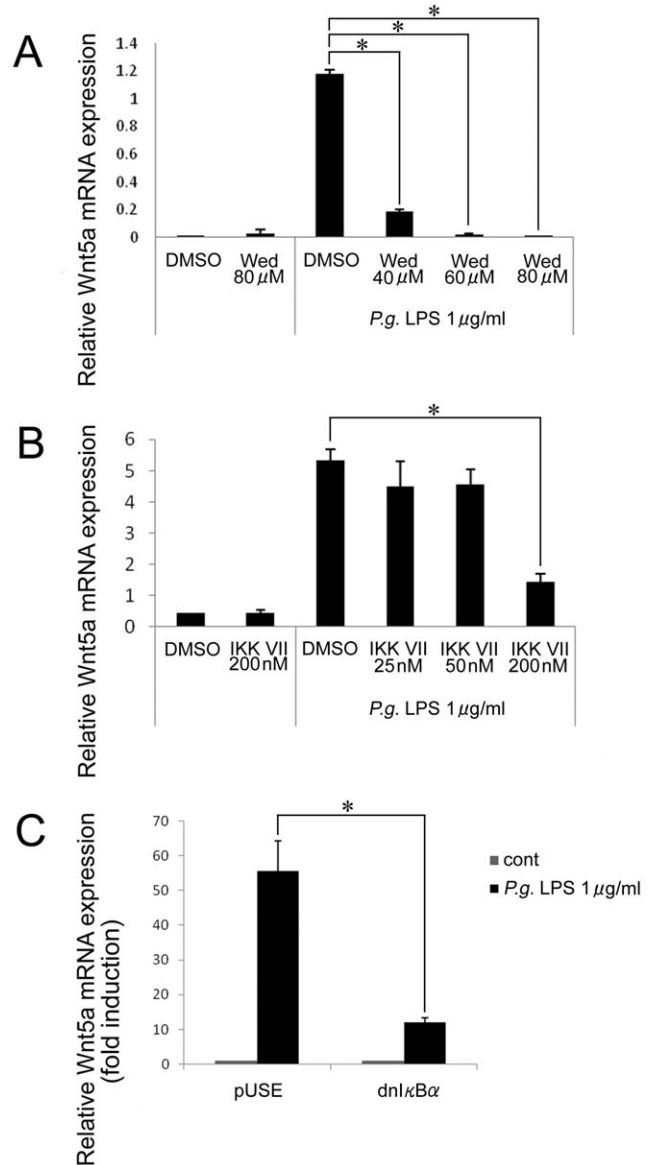 A
Relative Wnt5a mRNA expression
1.4
1.2
1
0.8
0.6
0.4
0.2
0
*
*
*
DMSO
Wed
80 μM
DMSO
Wed
40 μM
Wed
60 μM
Wed
80 μM
P.g. LPS 1 μg/ml
B
Relative Wnt5a mRNA expression
6
5
4
3
2
1
0
*
DMSO
IKK VII
200 nM
DMSO
IKK VII
25 nM
IKK VII
50 nM
IKK VII
200 nM
P.g. LPS 1 μg/ml
C
Relative Wnt5a mRNA expression
(fold induction)
70
60
50
40
30
20
10
0
*
pUSE
dnIκBα
cont
P.g. LPS 1 μg/ml